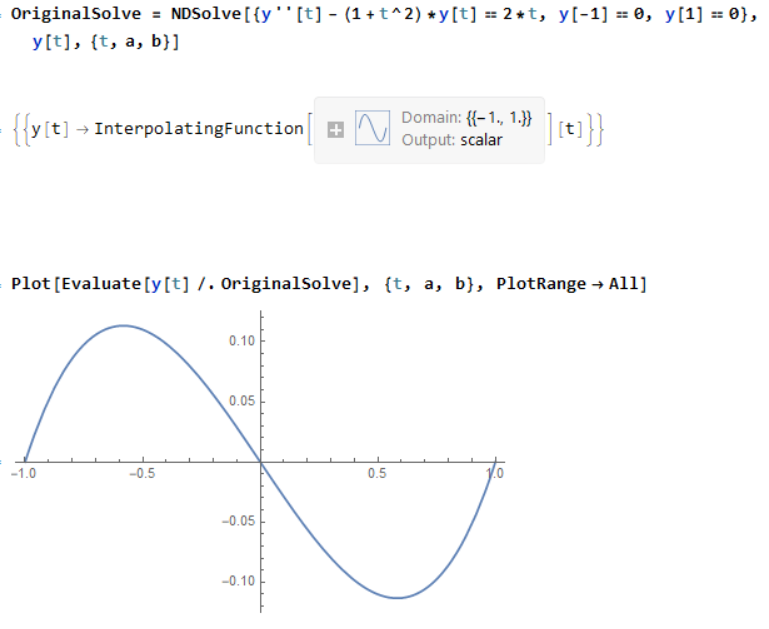 OriginalSolve = NDSolve[{y''[t] - (1+t^2)*y[t] == 2*t, y[-1] == 0, y[1] == 0},
y[t], {t, a, b}]
{{y[t] → InterpolatingFunction[ Domain: {{-1., 1.}} Output: scalar ][t]}}
Plot[Evaluate[y[t] /. OriginalSolve], {t, a, b}, PlotRange → All]
0.10
0.05
-1.0 -0.5 0.5 1.0
-0.05
-0.10